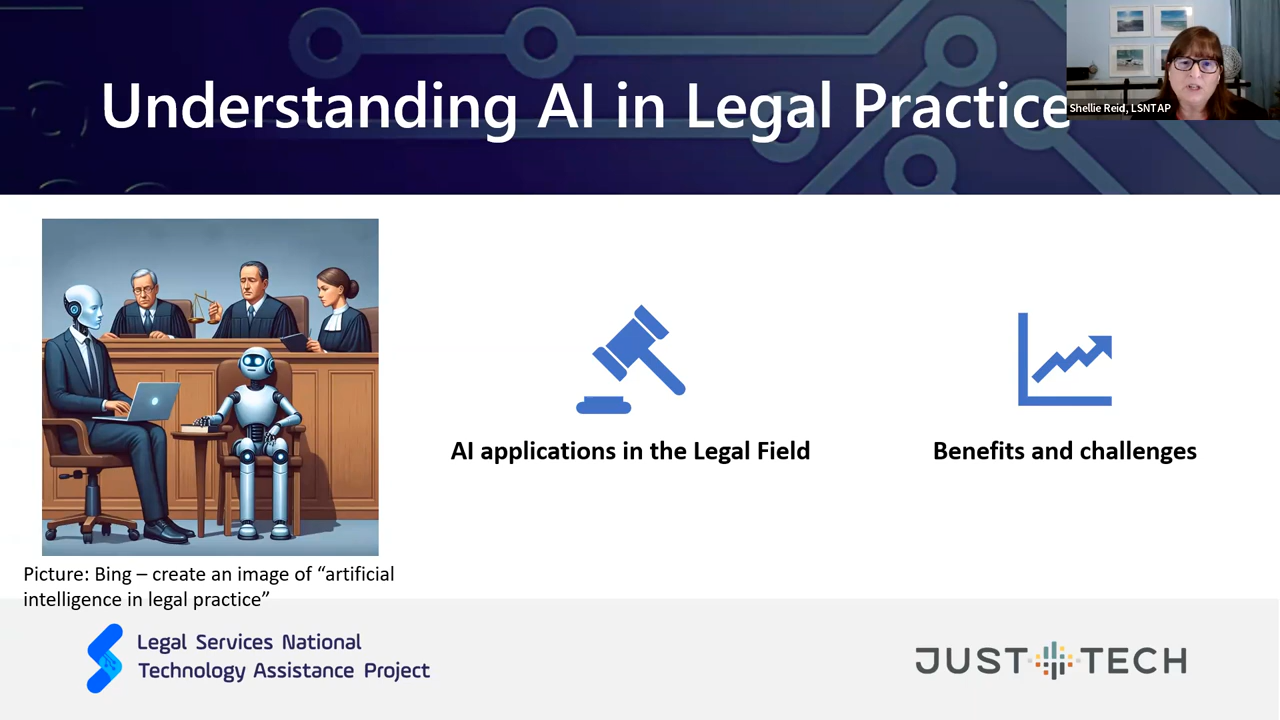 Understanding AI in Legal Practice
Shellie Reid, LSNTAP
AI applications in the Legal Field
Benefits and challenges
Picture: Bing – create an image of “artificial
intelligence in legal practice”
Legal Services National
Technology Assistance Project
JUST TECH